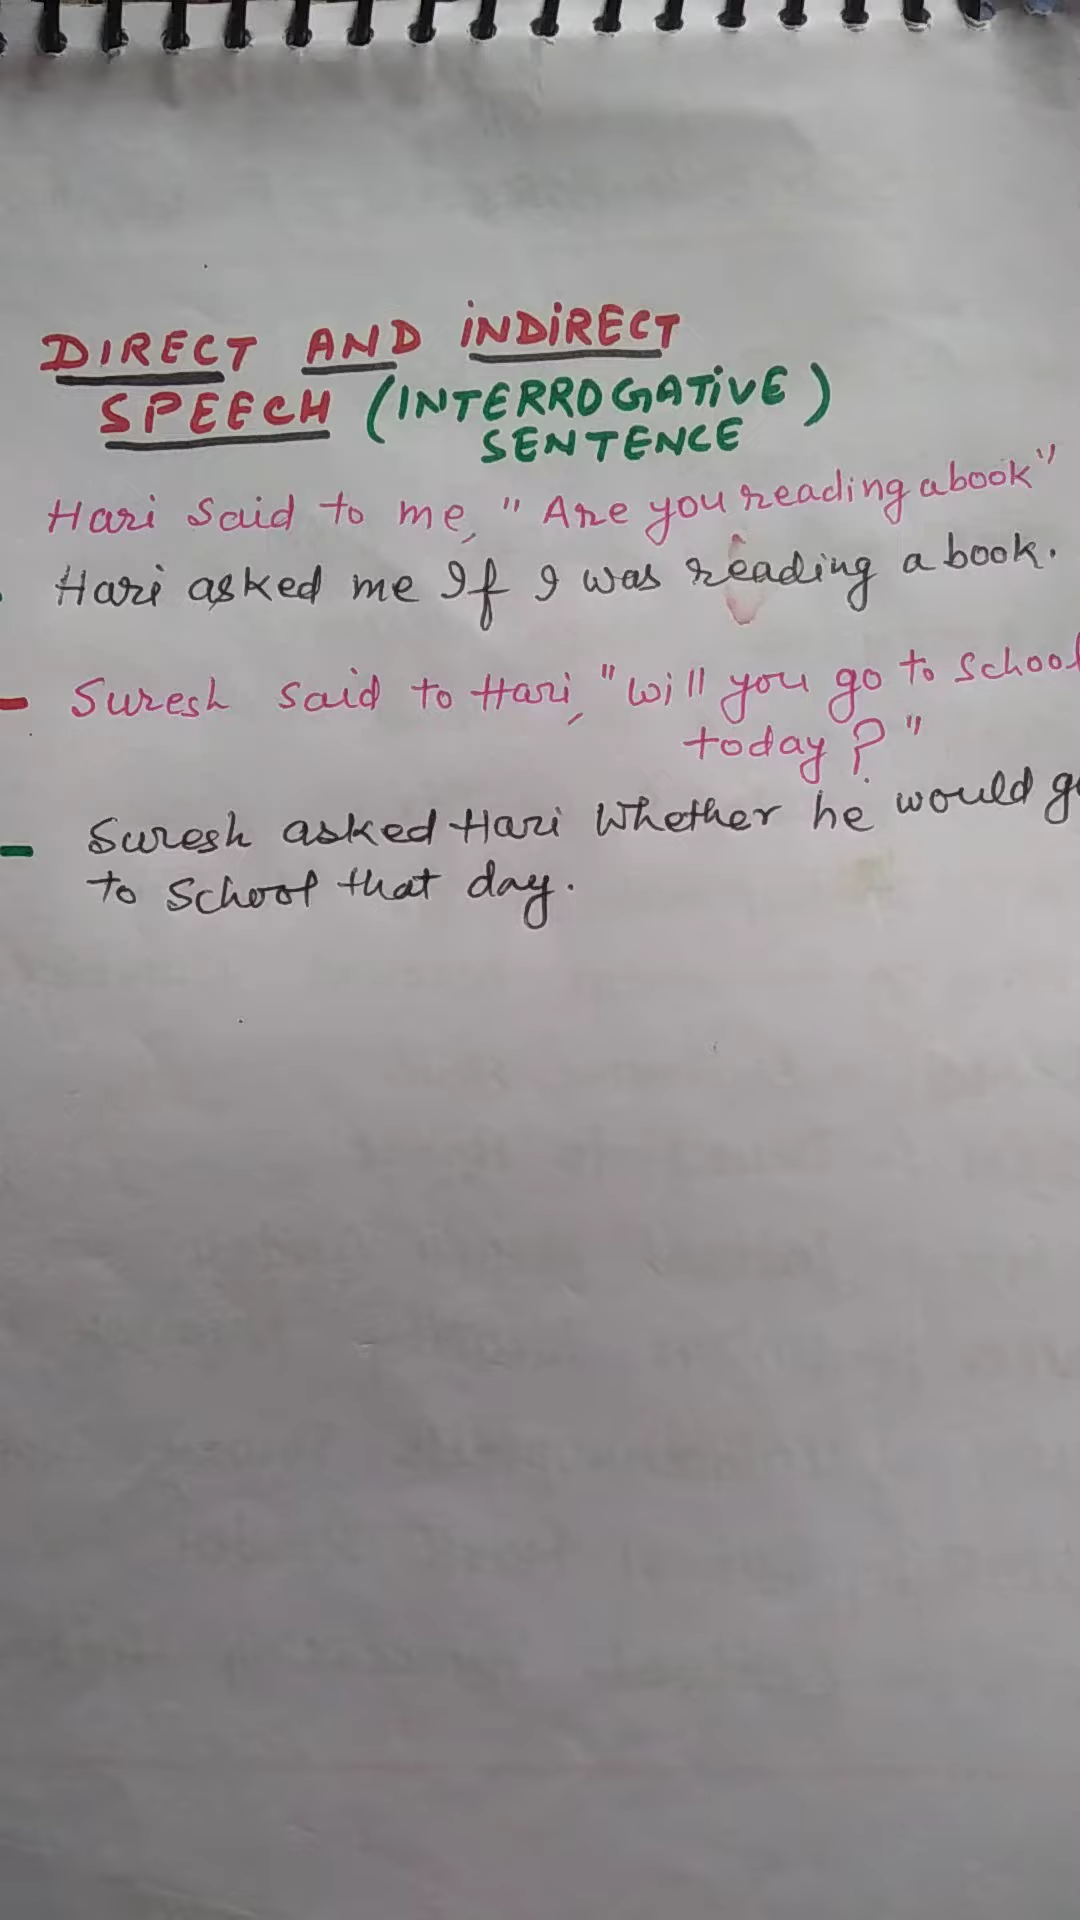 DIRECT AND INDIRECT
SPEECH (INTERROGATIVE)
SENTENCE
Hari said to me, "Are you reading a book"
Hari asked me If I was reading a book.
- Suresh said to Hari, "will you go to School
today?"
- Suresh asked Hari Whether he would go
to School that day.